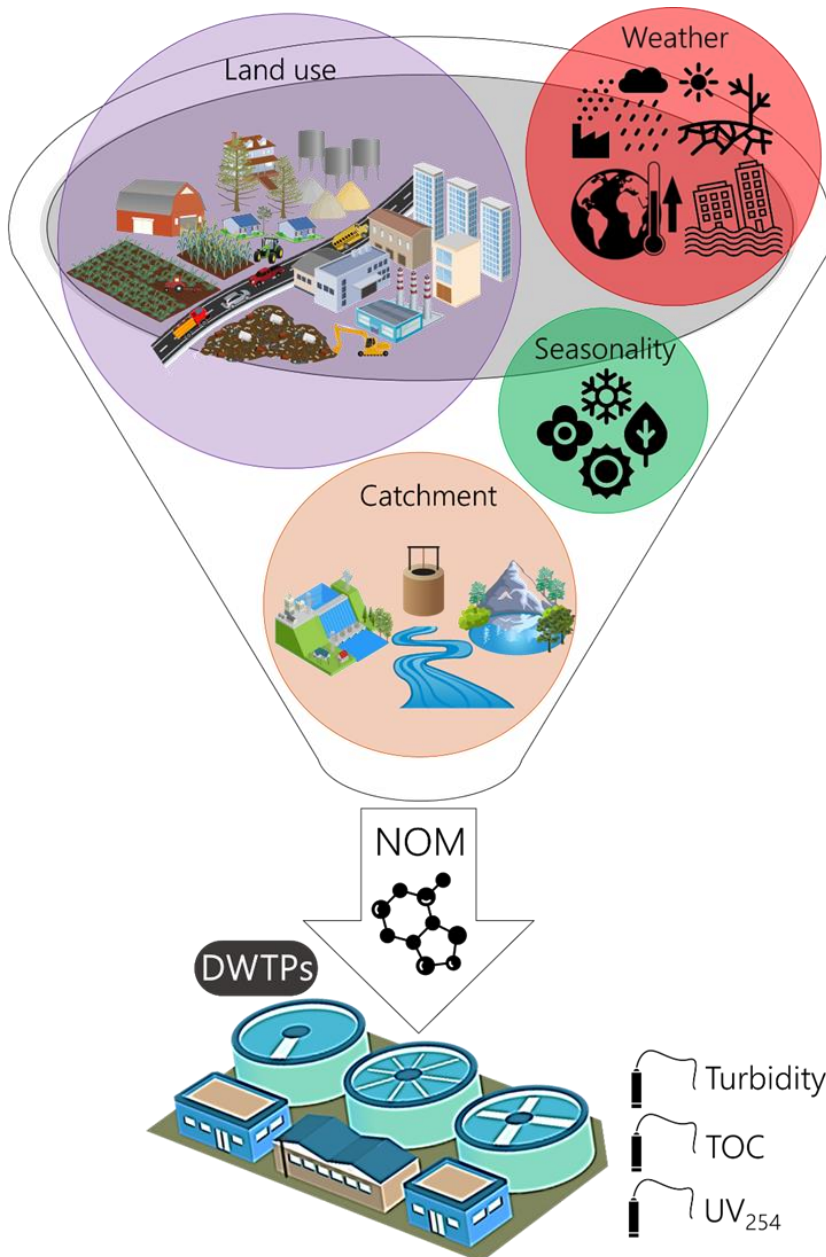 Weather
Land use
Seasonality
Catchment
NOM
DWTPs
Turbidity
TOC
UV254